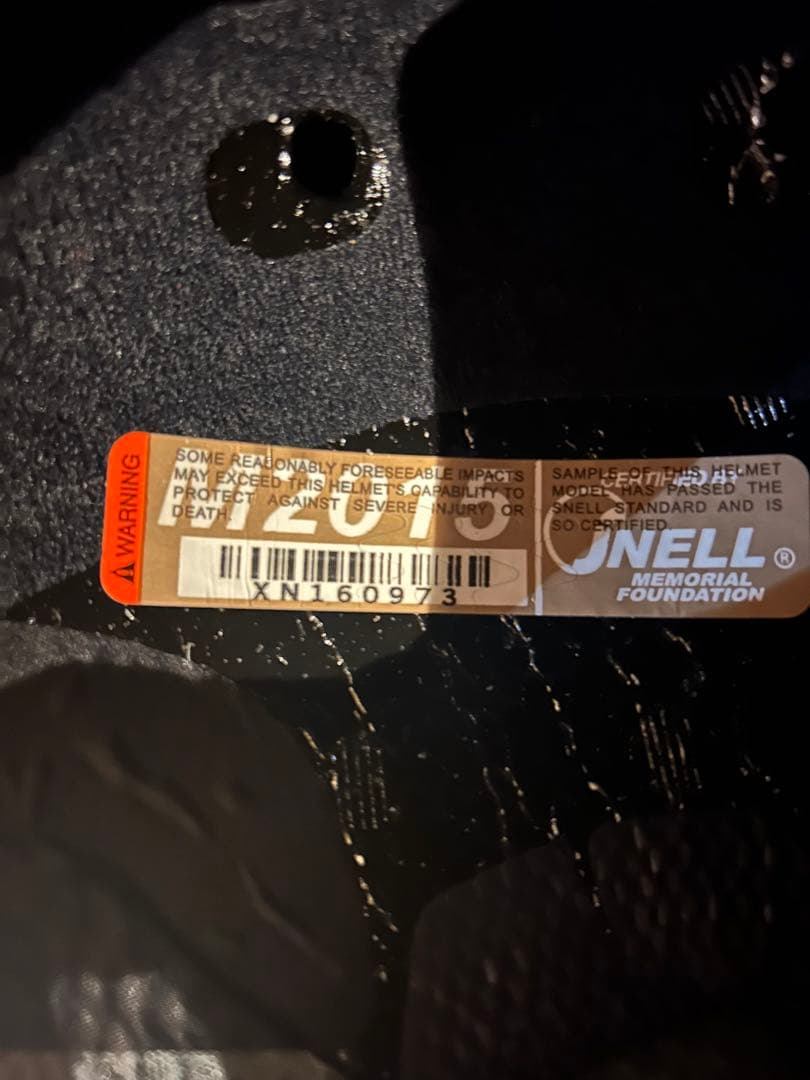 WARNING
SOME REASONABLY FORESEEABLE IMPACTS
MAY EXCEED THIS HELMET'S CAPABILITY TO
PROTECT AGAINST SEVERE INJURY OR
DEATH.
M2015
XN160973
SAMPLE OF THIS HELMET
MODEL HAS PASSED THE
SNELL STANDARD AND IS
SO CERTIFIED.
CERTIFIED BY
SNELL®
MEMORIAL
FOUNDATION